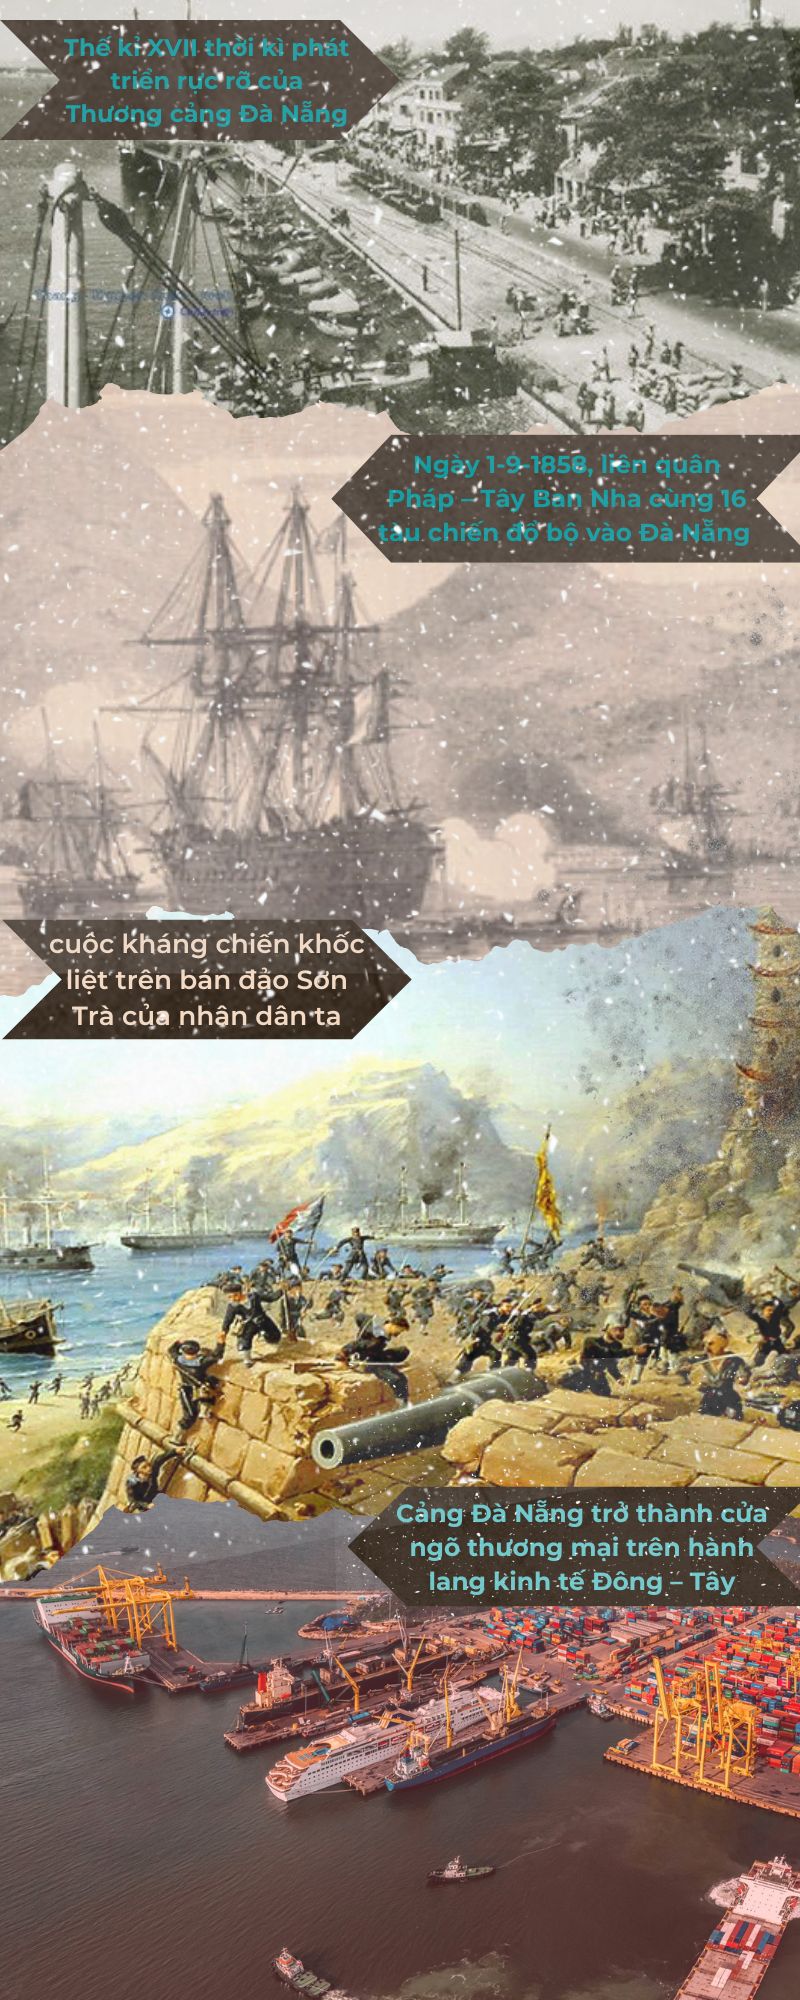 Thế kỉ XVII thời kì phát
triển rực rỡ của
Thương cảng Đà Nẵng
Ngày 1-9-1858, liên quân
Pháp – Tây Ban Nha cùng 16
tàu chiến đổ bộ vào Đà Nẵng
cuộc kháng chiến khốc
liệt trên bán đảo Sơn
Trà của nhân dân ta
Cảng Đà Nẵng trở thành cửa
ngõ thương mại trên hành
lang kinh tế Đông – Tây